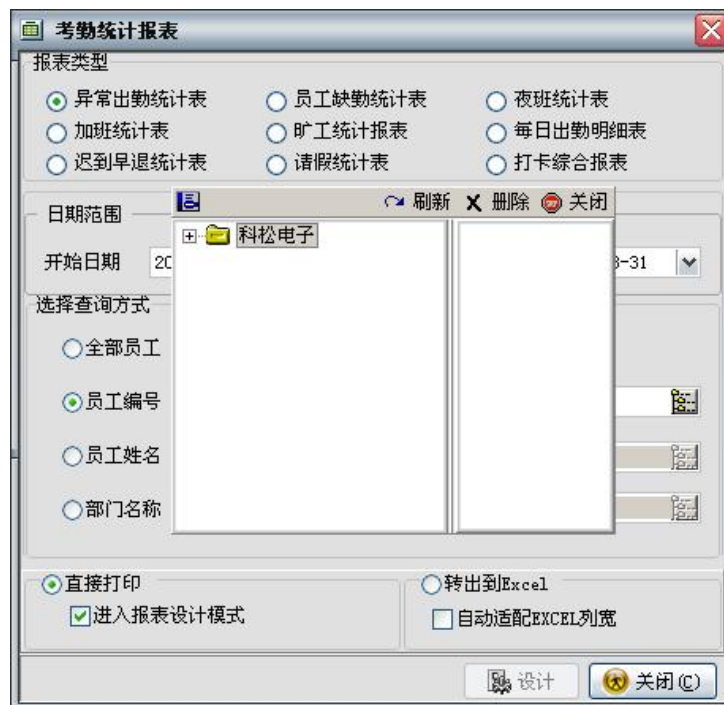 考勤统计报表
报表类型
异常出勤统计表 员工缺勤统计表 夜班统计表
加班统计表 旷工统计报表 每日出勤明细表
迟到早退统计表 请假统计表 打卡综合报表
刷新 删除 关闭
日期范围
科松电子
开始日期 20 -31
选择查询方式
全部员工
员工编号
员工姓名
部门名称
直接打印 转出到Excel
进入报表设计模式 自动适配EXCEL列宽
设计 关闭(C)